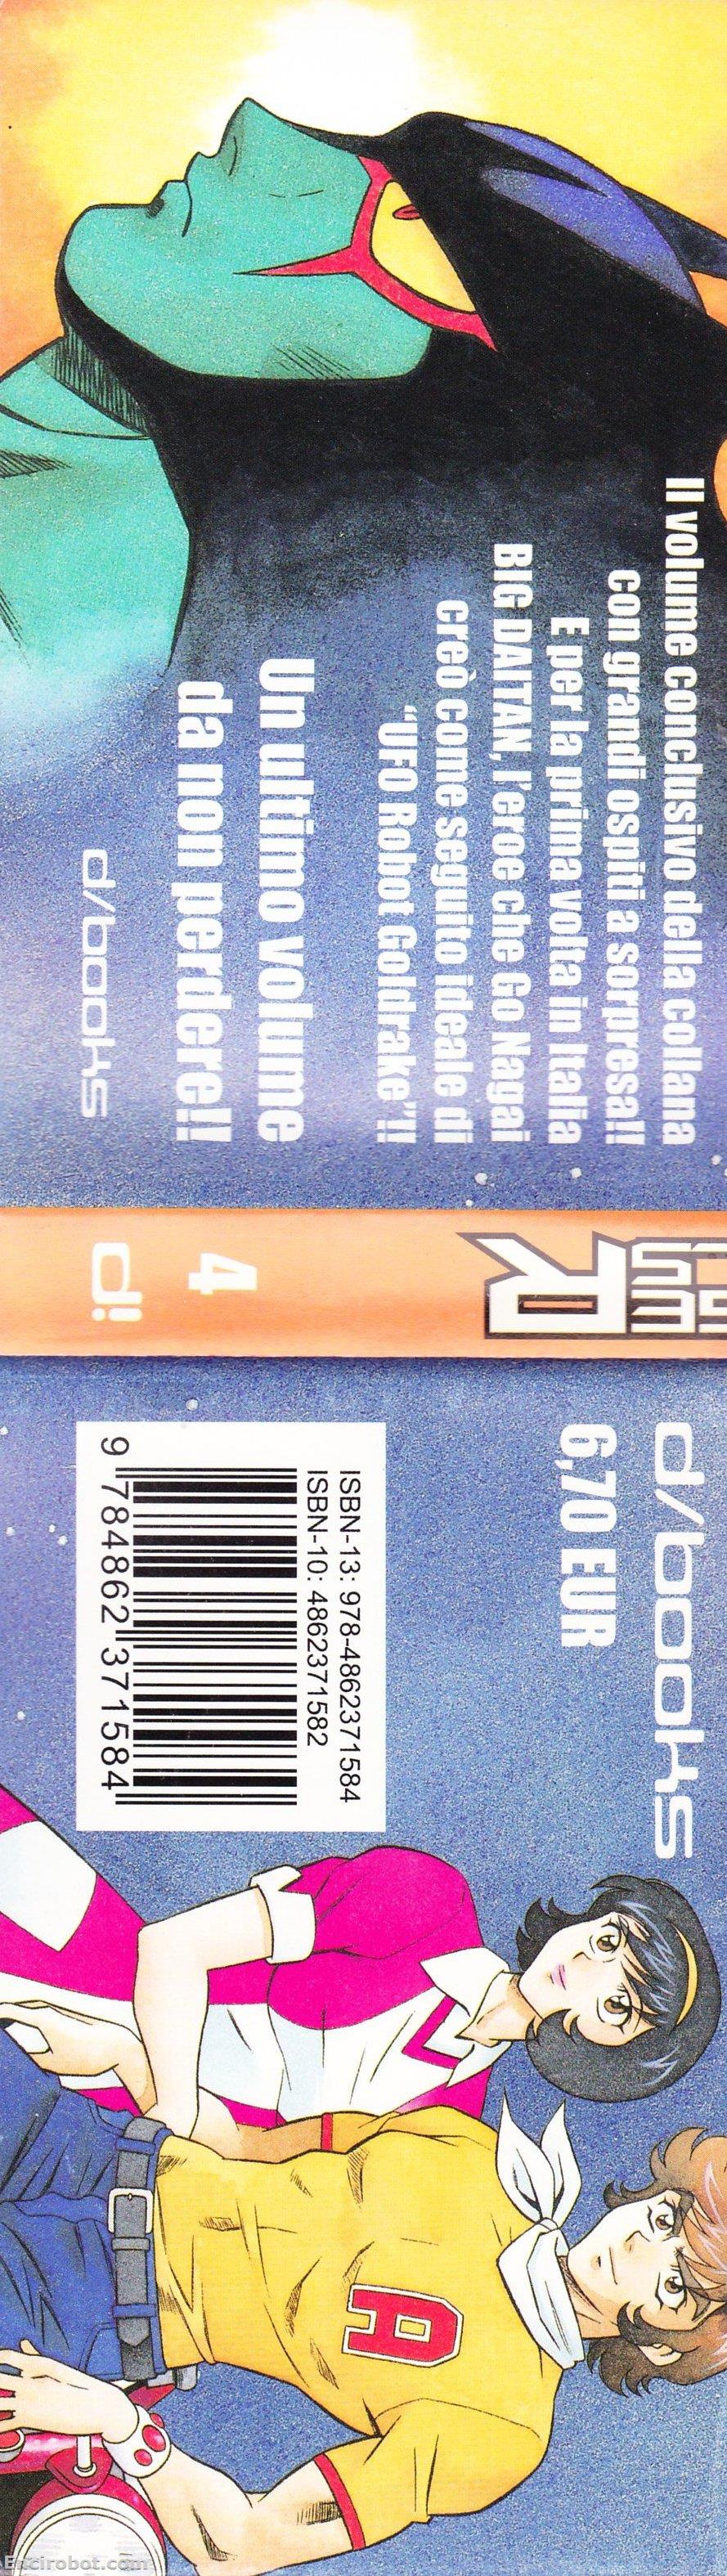 Il volume conclusivo della collana
con grandi ospiti a sorpresa!!
E per la prima volta in Italia
BIG DAITAN, l'eroe che Go Nagai
creò come seguito ideale di
"UFO Robot Goldrake"!!
Un ultimo volume
da non perdere!!
d/books
R
4
d!
d/books
6,70 EUR
ISBN-13: 978-4862371584
ISBN-10: 4862371582
9 784862 371584
A
Encirobot.com